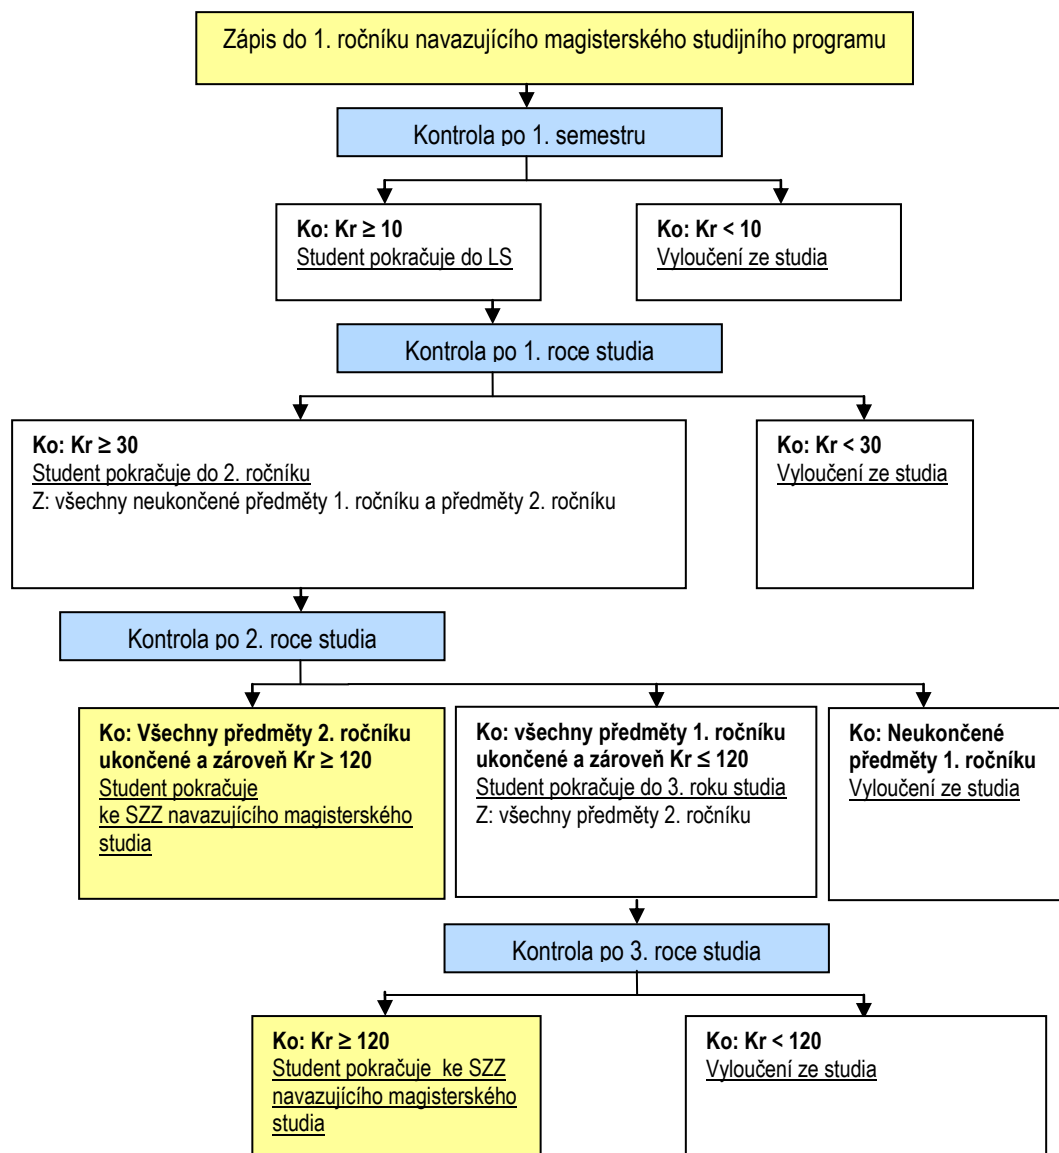 Zápis do 1. ročníku navazujícího magisterského studijního programu
Kontrola po 1. semestru
Ko: Kr ≥ 10
Student pokračuje do LS
Ko: Kr < 10
Vyloučení ze studia
Kontrola po 1. roce studia
Ko: Kr ≥ 30
Student pokračuje do 2. ročníku
Z: všechny neukončené předměty 1. ročníku a předměty 2. ročníku
Ko: Kr < 30
Vyloučení ze studia
Kontrola po 2. roce studia
Ko: Všechny předměty 2. ročníku
ukončené a zároveň Kr ≥ 120
Student pokračuje
ke SZZ navazujícího magisterského
studia
Ko: všechny předměty 1. ročníku
ukončené a zároveň Kr ≤ 120
Student pokračuje do 3. roku studia
Z: všechny předměty 2. ročníku
Ko: Neukončené
předměty 1. ročníku
Vyloučení ze studia
Kontrola po 3. roce studia
Ko: Kr ≥ 120
Student pokračuje  ke SZZ
navazujícího magisterského
studia
Ko: Kr < 120
Vyloučení ze studia